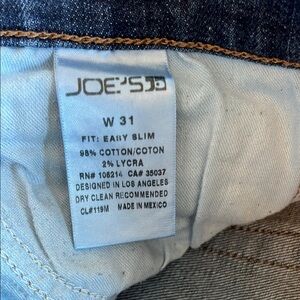 JOE'S
W 31
FIT: EASY SLIM
98% COTTON/COTON
2% LYCRA
RN# 106214 CA# 35037
DESIGNED IN LOS ANGELES
DRY CLEAN RECOMMENDED
CL#119M MADE IN MEXICO